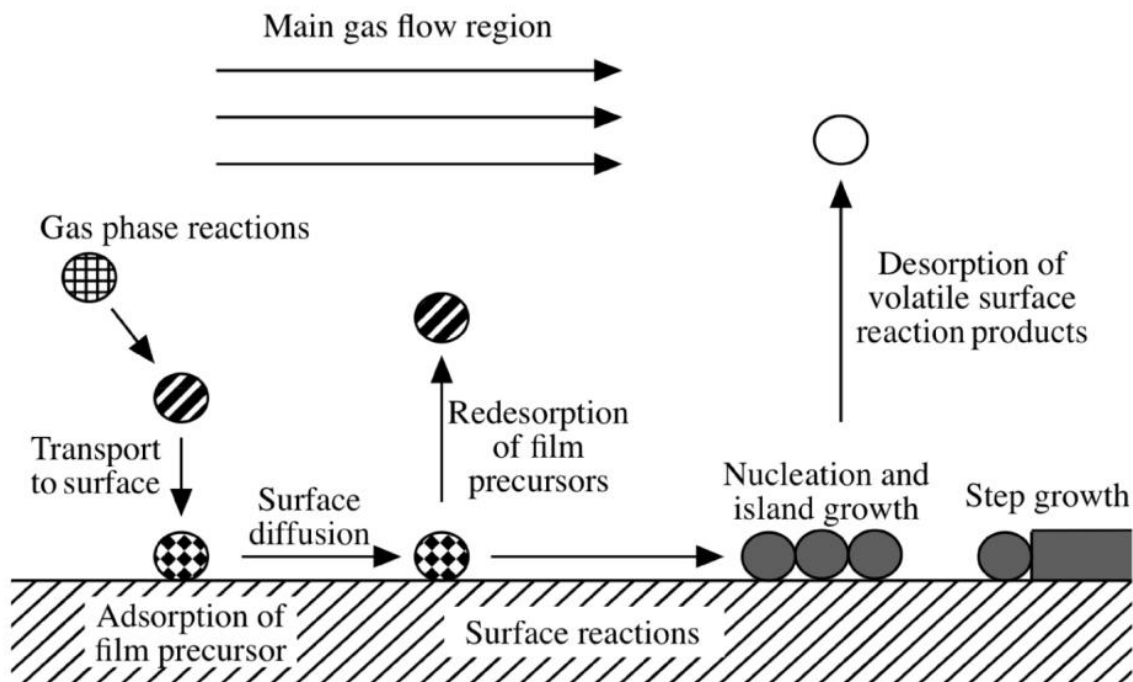 Main gas flow region
Gas phase reactions
Desorption of
volatile surface
reaction products
Redesorption
of film
precursors
Transport
to surface
Surface
diffusion
Nucleation and
island growth
Step growth
Adsorption of
film precursor
Surface reactions